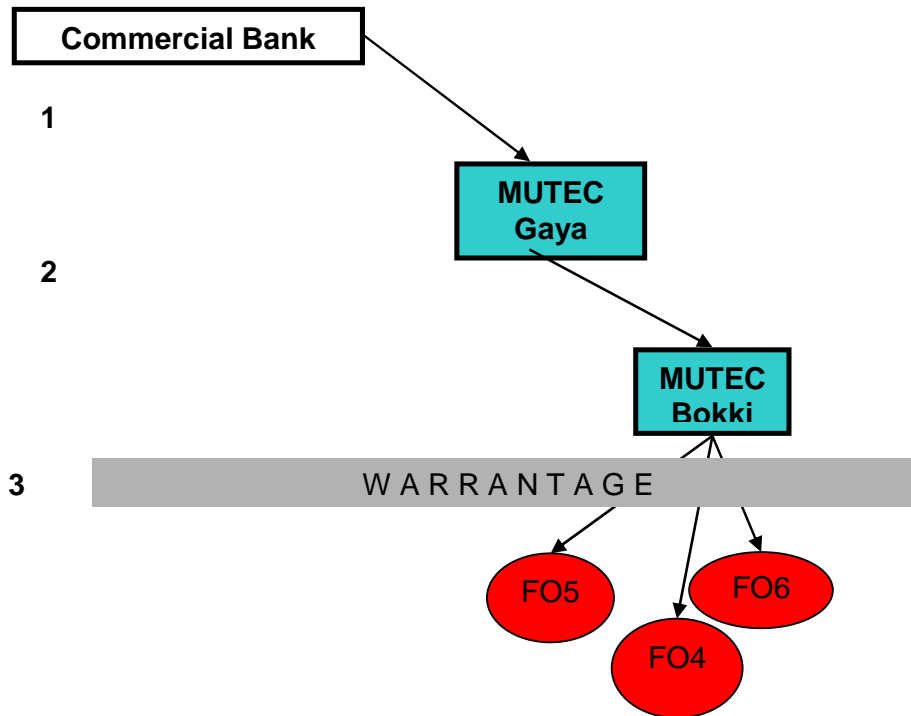 Commercial Bank
1
MUTEC
Gaya
2
MUTEC
Bokki
3
W A R R A N T A G E
FO5
FO6
FO4